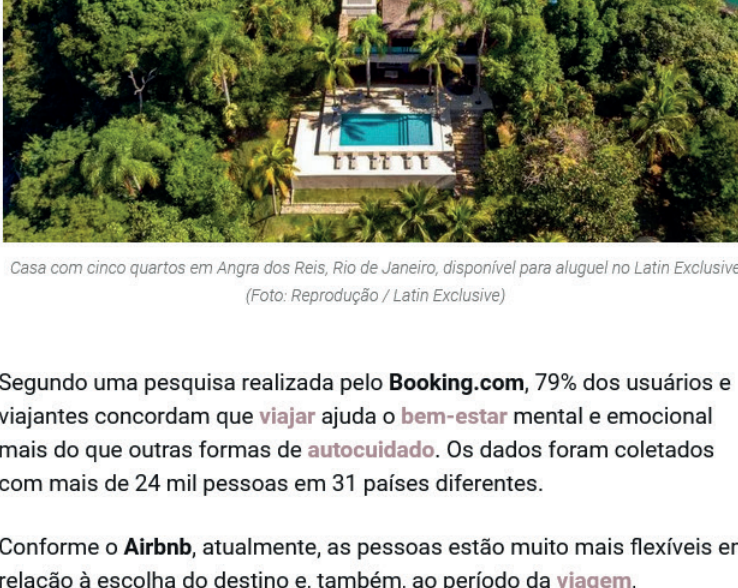 Casa com cinco quartos em Angra dos Reis, Rio de Janeiro, disponível para aluguel no Latin Exclusive
(Foto: Reprodução / Latin Exclusive)
Segundo uma pesquisa realizada pelo Booking.com, 79% dos usuários e
viajantes concordam que viajar ajuda o bem-estar mental e emocional
mais do que outras formas de autocuidado. Os dados foram coletados
com mais de 24 mil pessoas em 31 países diferentes.
Conforme o Airbnb, atualmente, as pessoas estão muito mais flexíveis em
relação à escolha do destino e, também, ao período da viagem.